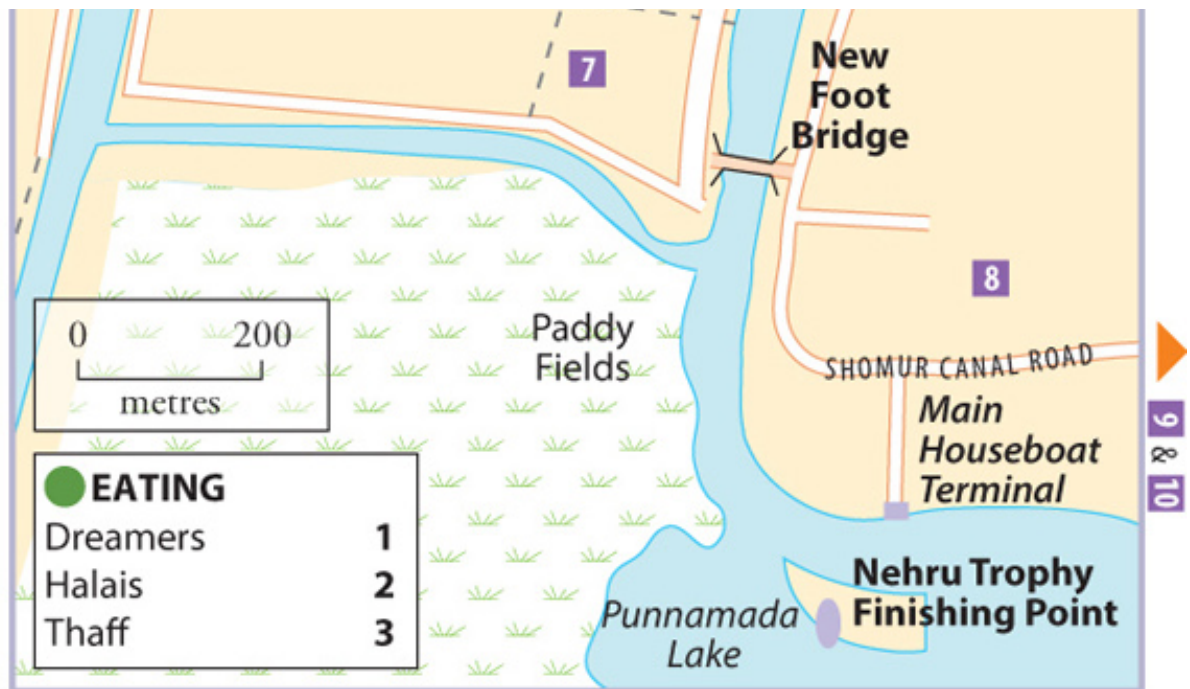 7
New
Foot
Bridge
8
Paddy
Fields
0 200
metres
SHOMUR CANAL ROAD
9 & 10
Main
Houseboat
Terminal
EATING
Dreamers 1
Halais 2
Thaff 3
Nehru Trophy
Finishing Point
Punnamada
Lake